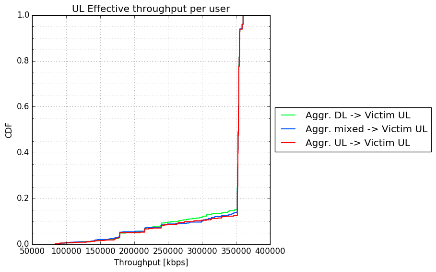 UL Effective throughput per user
1.0
0.8
0.6
0.4
0.2
0.0
CDF
50000 100000 150000 200000 250000 300000 350000 400000
Throughput [kbps]
Aggr. DL -> Victim UL
Aggr. mixed -> Victim UL
Aggr. UL -> Victim UL